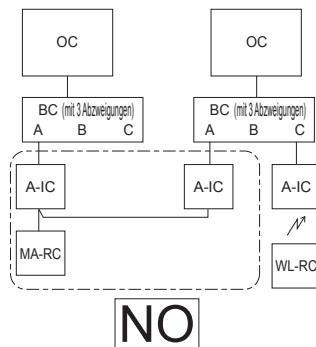 OC OC
BC (mit 3 Abzweigungen) BC (mit 3 Abzweigungen)
A B C A B C
A-IC A-IC A-IC
MA-RC WL-RC
NO